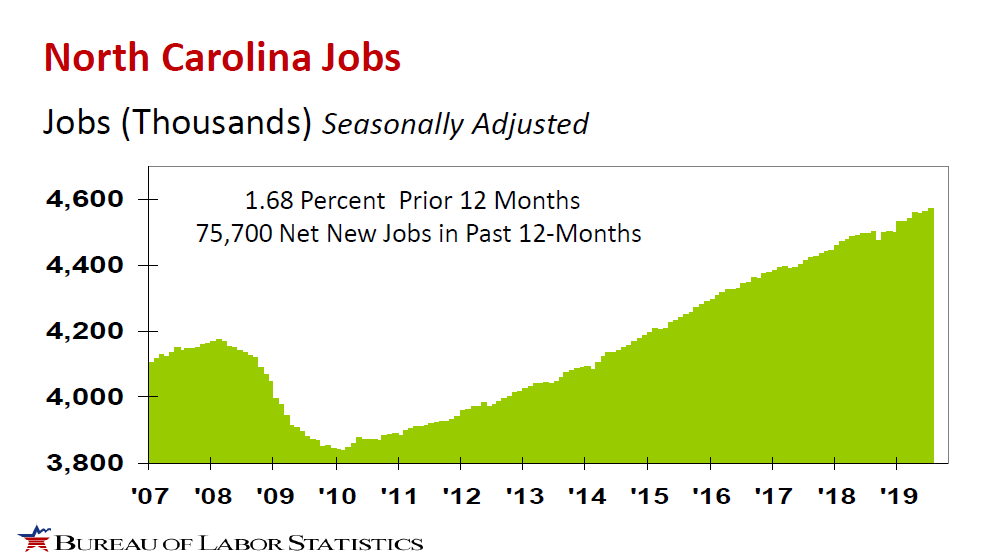 North Carolina Jobs
Jobs (Thousands) Seasonally Adjusted
1.68 Percent Prior 12 Months
75,700 Net New Jobs in Past 12-Months
4,600
4,400
4,200
4,000
3,800
'07 '08 '09 '10 '11 '12 '13 '14 '15 '16 '17 '18 '19
BUREAU OF LABOR STATISTICS